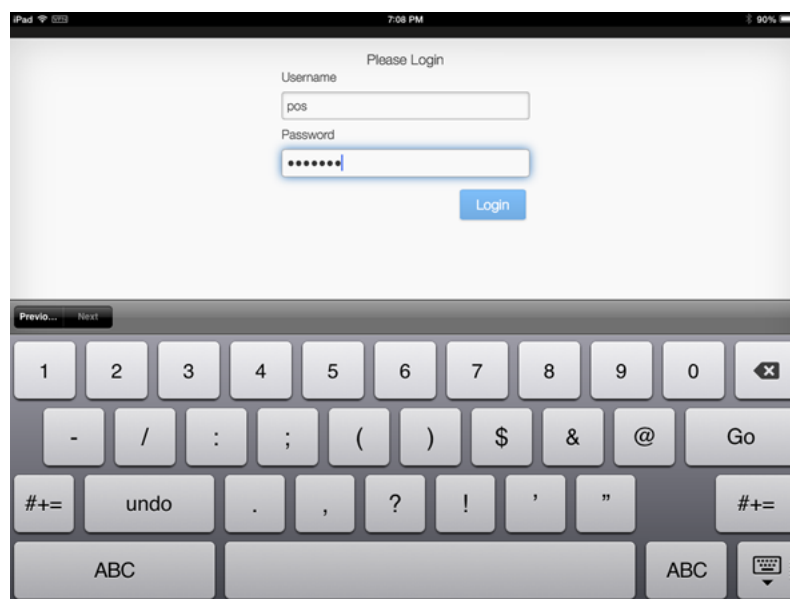 iPad VPN 7:08 PM 90%
Please Login
Username
pos
Password
•••••••
Login
Previo... Next
1 2 3 4 5 6 7 8 9 0
- / : ; ( ) $ & @ Go
#+= undo . , ? ! ’ ” #+=
ABC ABC